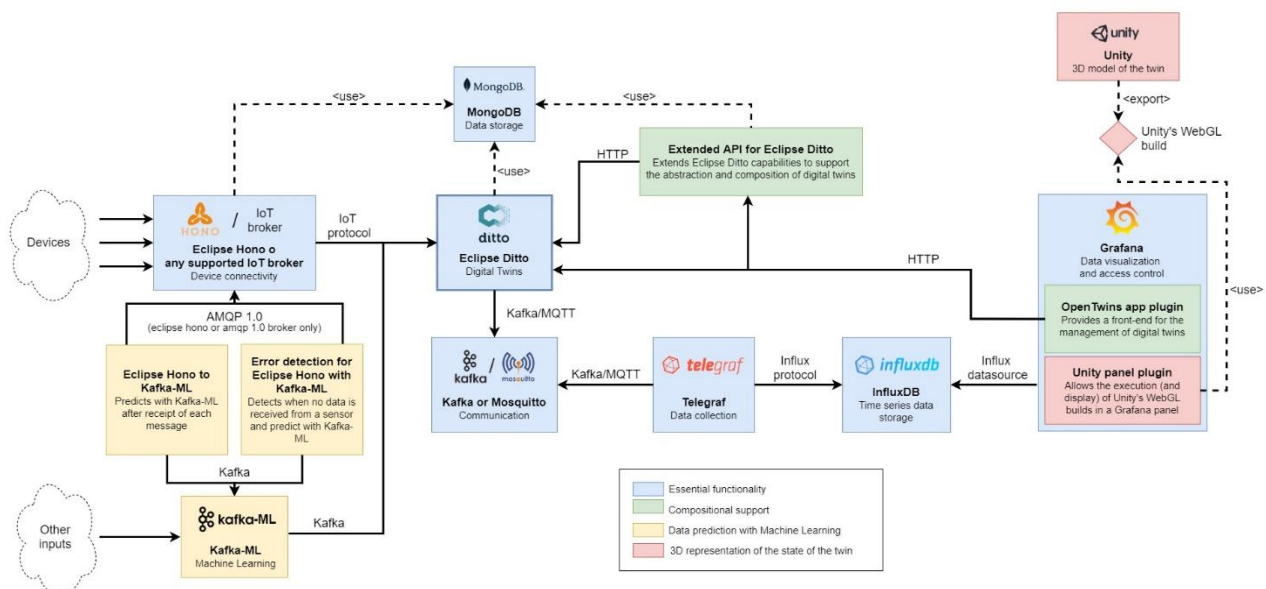 unity
Unity
3D model of the twin
<export>
Unity's WebGL
build
MongoDB.
MongoDB
Data storage
<use>
<use>
<use>
Extended API for Eclipse Ditto
Extends Eclipse Ditto capabilities to support
the abstraction and composition of digital twins
HTTP
Devices
HONO
/
IoT
broker
Eclipse Hono o
any supported IoT broker
Device connectivity
IoT
protocol
ditto
Eclipse Ditto
Digital Twins
HTTP
Grafana
Data visualization
and access control
<use>
OpenTwins app plugin
Provides a front-end for the
management of digital twins
Unity panel plugin
Allows the execution (and
display) of Unity's WebGL
builds in a Grafana panel
AMQP 1.0
(eclipse hono or amqp 1.0 broker only)
Eclipse Hono to
Kafka-ML
Predicts with Kafka-ML
after receipt of each
message
Error detection for
Eclipse Hono with
Kafka-ML
Detects when no data is
received from a sensor
and predict with Kafka-
ML
Kafka/MQTT
kafka
/
mosquitto
Kafka or Mosquitto
Communication
Kafka/MQTT
telegraf
Telegraf
Data collection
Influx
protocol
influxdb
InfluxDB
Time series data
storage
Influx
datasource
Kafka
Other
inputs
kafka-ML
Kafka-ML
Machine Learning
Kafka
Essential functionality
Compositional support
Data prediction with Machine Learning
3D representation of the state of the twin